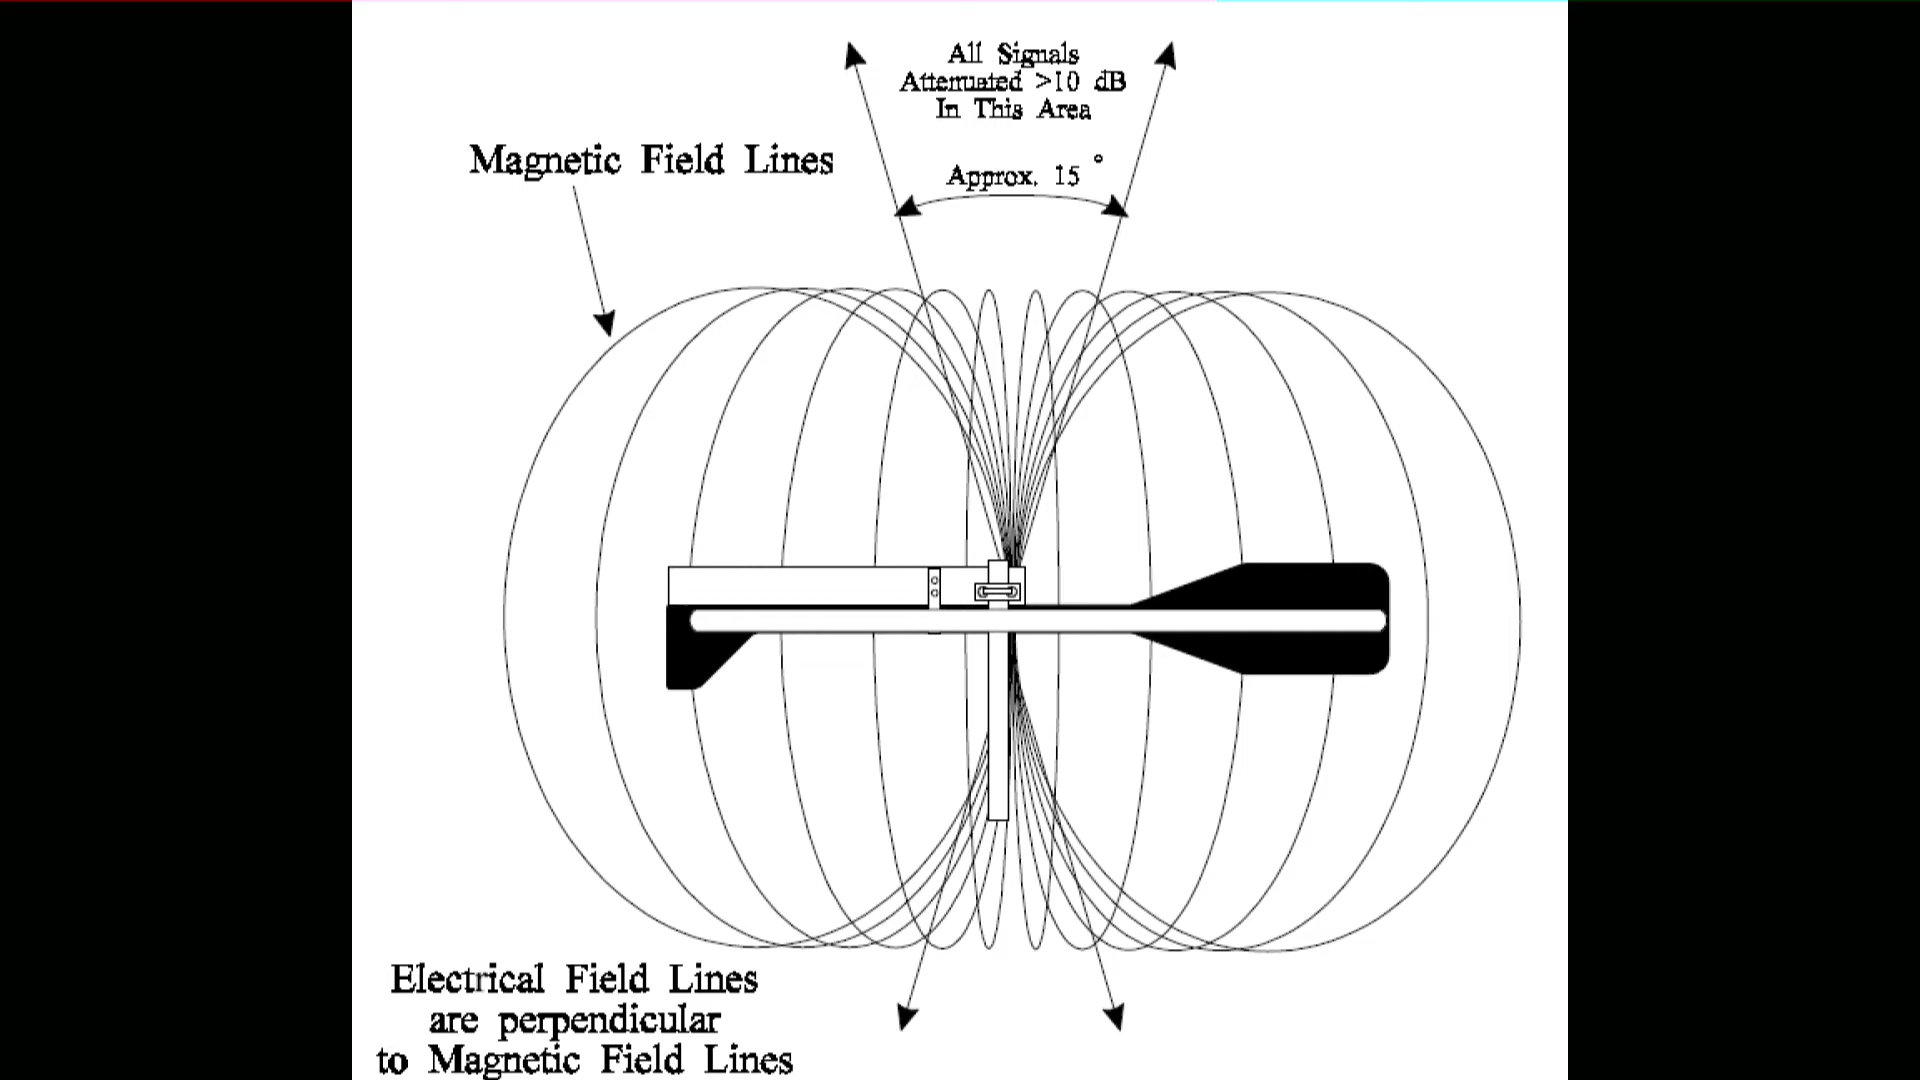 All Signals
Attenuated >10 dB
In This Area
Magnetic Field Lines
Approx. 15 °
Electrical Field Lines
are perpendicular
to Magnetic Field Lines